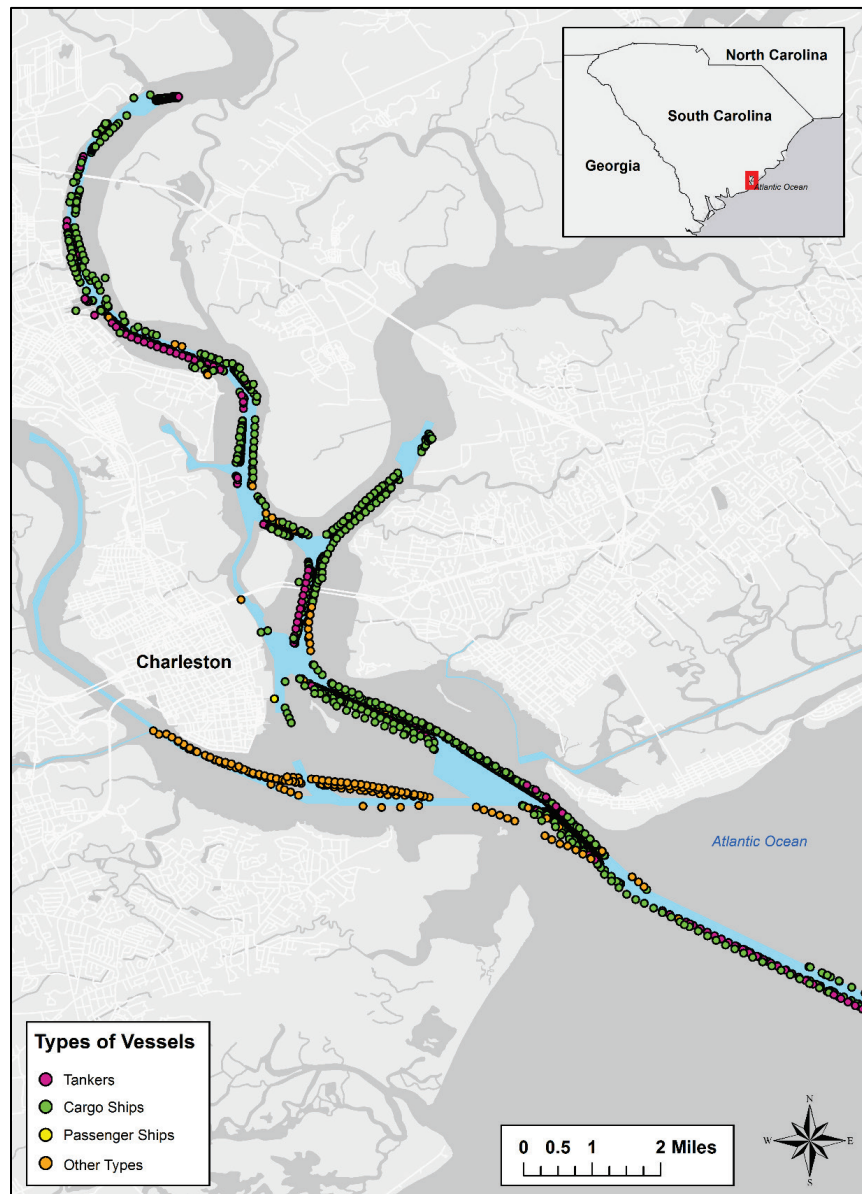 North Carolina
South Carolina
Georgia
Atlantic Ocean
Charleston
Atlantic Ocean
Types of Vessels
Tankers
Cargo Ships
Passenger Ships
Other Types
0 0.5 1 2 Miles
N
W E
S